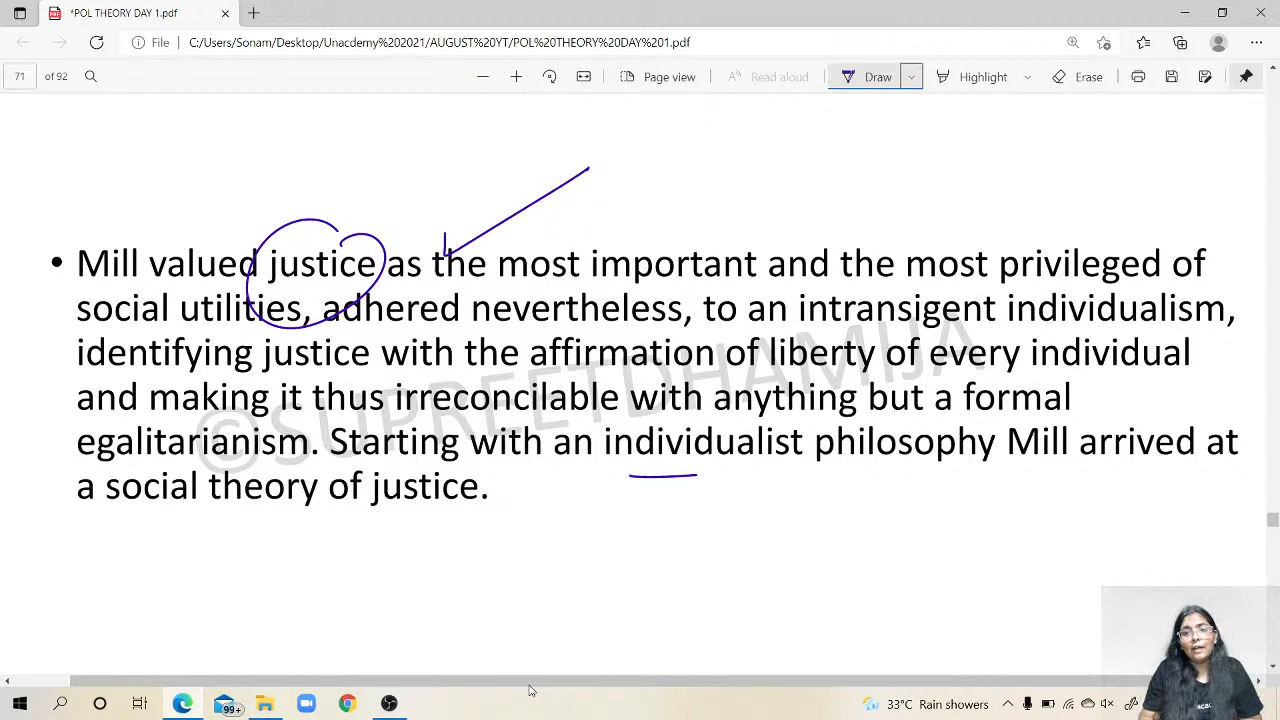 *POL THEORY DAY 1.pdf
File C:/Users/Sonam/Desktop/Unacdemy%202021/AUGUST%20YT/POL%20THEORY%20DAY%201.pdf
71 of 92 Page view Read aloud Draw Highlight Erase
• Mill valued justice as the most important and the most privileged of
social utilities, adhered nevertheless, to an intransigent individualism,
identifying justice with the affirmation of liberty of every individual
and making it thus irreconcilable with anything but a formal
egalitarianism. Starting with an individualist philosophy Mill arrived at
a social theory of justice.
©SUPREETDHAMIJA
99+ 33°C Rain showers